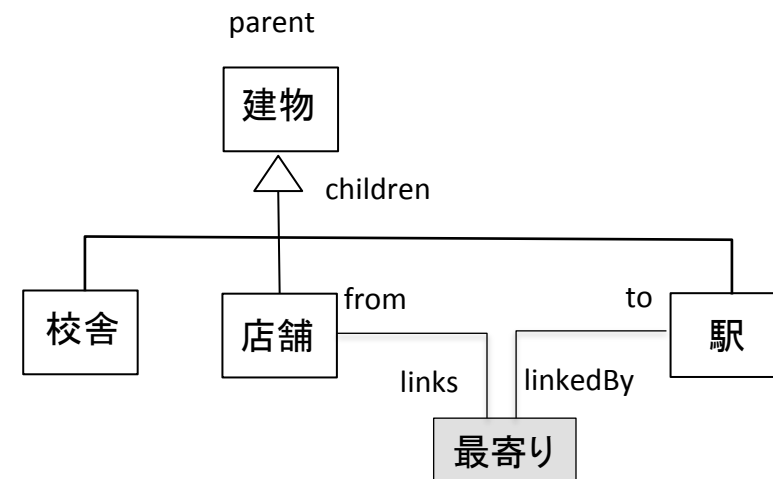 parent
建物
children
校舎
店舗
from
to
駅
links
linkedBy
最寄り